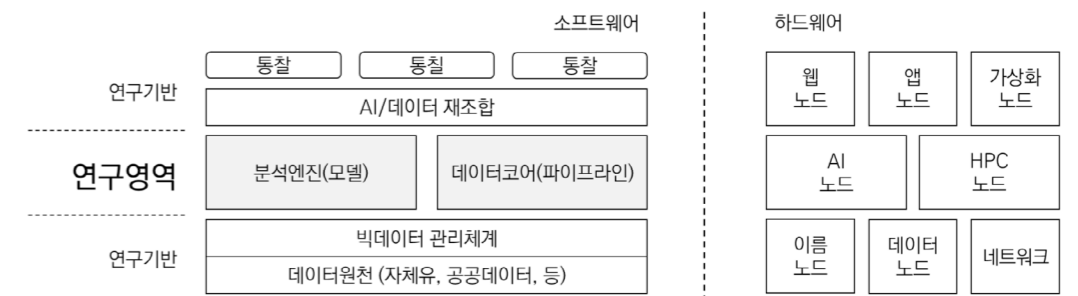 소프트웨어
하드웨어
연구기반
통찰
통칠
통찰
AI/데이터 재조합
연구영역
분석엔진(모델)
데이터코어(파이프라인)
연구기반
빅데이터 관리체계
데이터원천 (자체유, 공공데이터, 등)
웹
노드
앱
노드
가상화
노드
AI
노드
HPC
노드
이름
노드
데이터
노드
네트워크